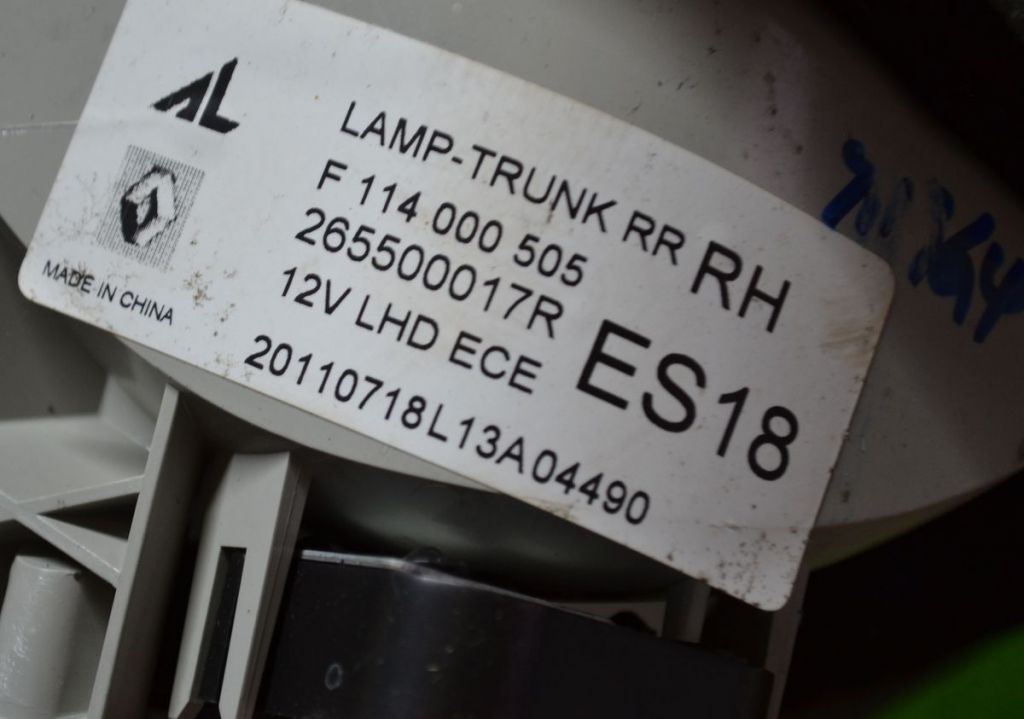 AL
LAMP-TRUNK RR RH
F 114 000 505
265500017R
12V LHD ECE
ES18
MADE IN CHINA
20110718L13A04490